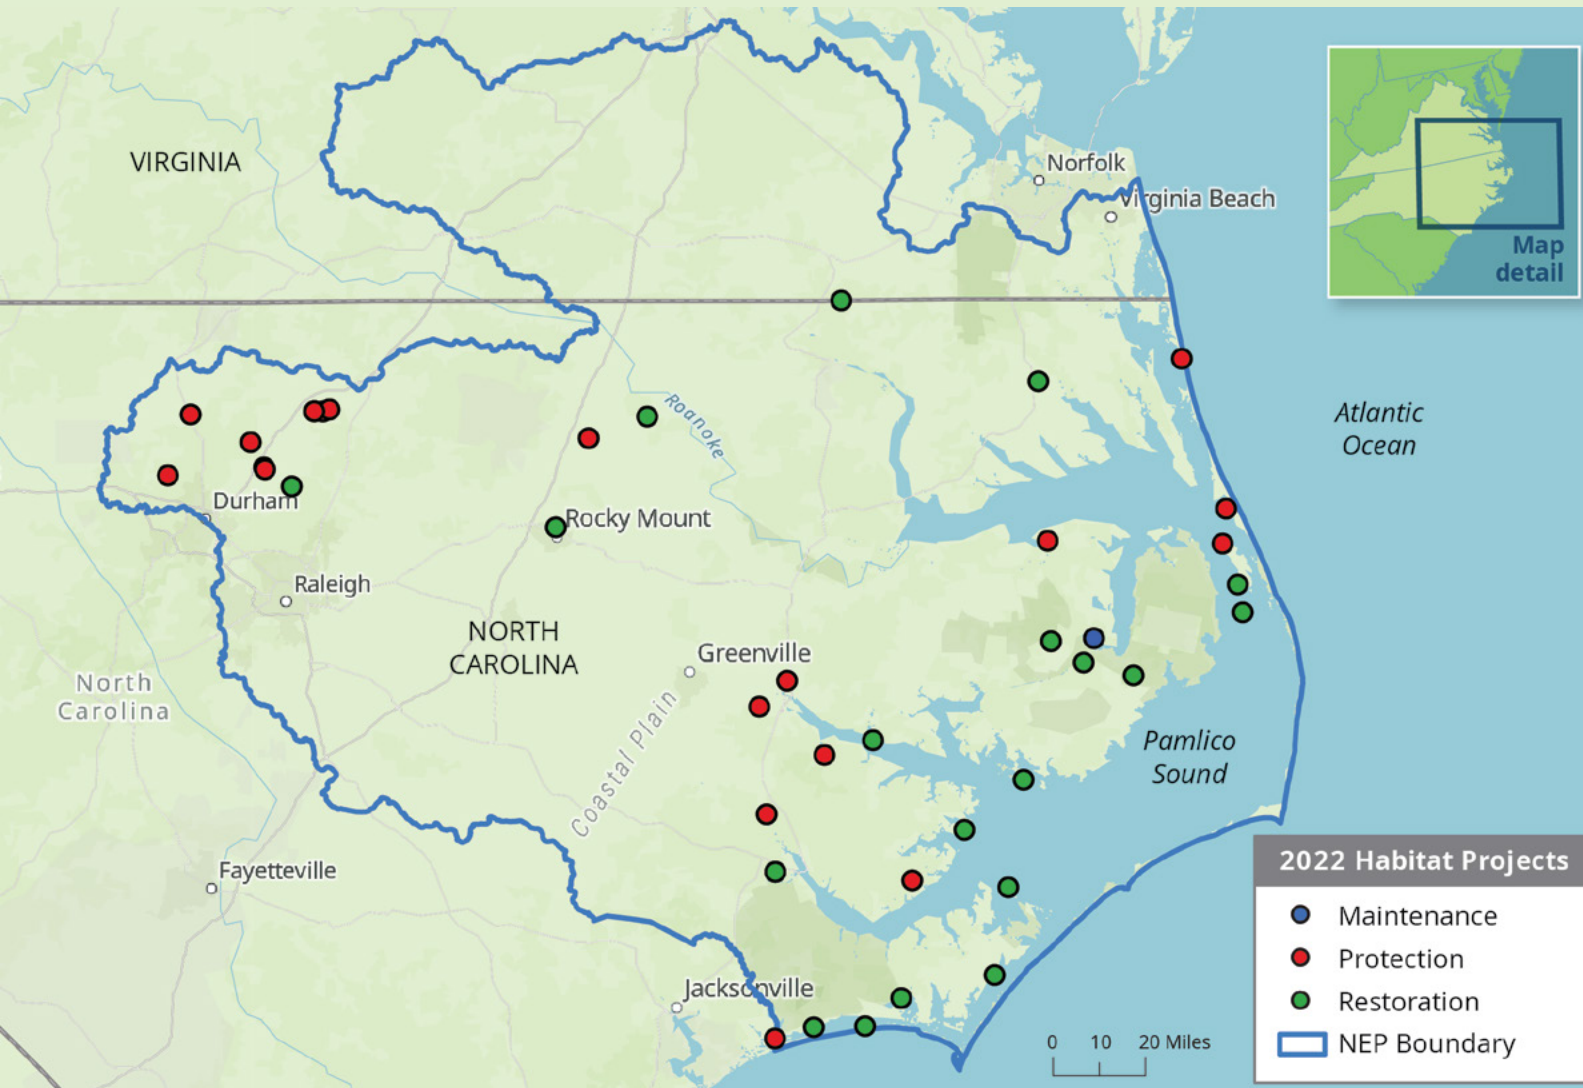 VIRGINIA
Norfolk
Virginia Beach
Map
detail
Roanoke
Atlantic
Ocean
Durham
Rocky Mount
Raleigh
NORTH
CAROLINA
Greenville
North
Carolina
Coastal Plain
Pamlico
Sound
Fayetteville
Jacksonville
0 10 20 Miles
2022 Habitat Projects
Maintenance
Protection
Restoration
NEP Boundary